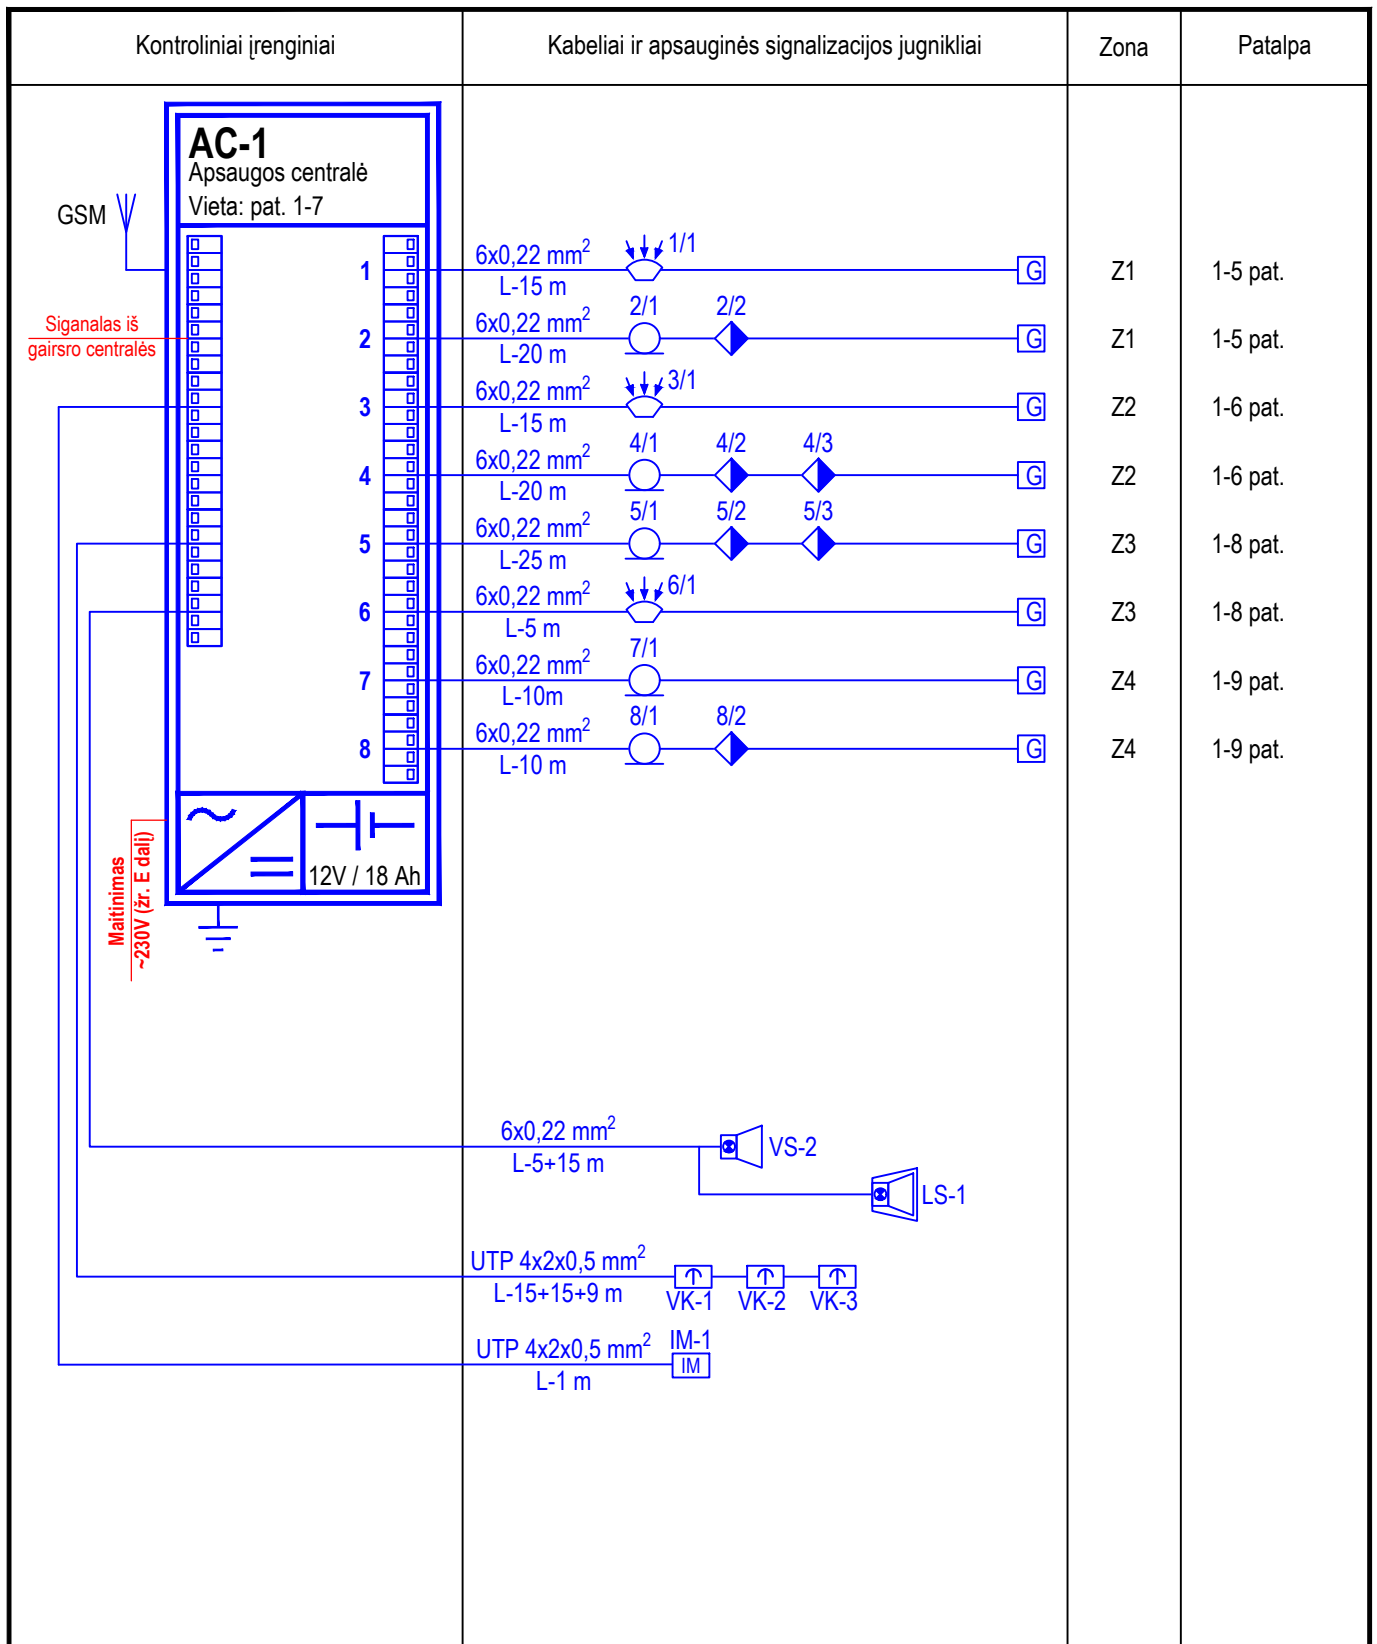 Kontroliniai įrenginiai
Kabeliai ir apsauginės signalizacijos jugnikliai
Zona
Patalpa
AC-1
Apsaugos centralė
Vieta: pat. 1-7
GSM
Siganalas iš
gairsro centralės
1
6x0,22 mm²
L-15 m
1/1
G
Z1
1-5 pat.
2
6x0,22 mm²
L-20 m
2/1
2/2
G
Z1
1-5 pat.
3
6x0,22 mm²
L-15 m
3/1
G
Z2
1-6 pat.
4
6x0,22 mm²
L-20 m
4/1
4/2
4/3
G
Z2
1-6 pat.
5
6x0,22 mm²
L-25 m
5/1
5/2
5/3
G
Z3
1-8 pat.
6
6x0,22 mm²
L-5 m
6/1
G
Z3
1-8 pat.
7
6x0,22 mm²
L-10m
7/1
G
Z4
1-9 pat.
8
6x0,22 mm²
L-10 m
8/1
8/2
G
Z4
1-9 pat.
12V / 18 Ah
Maitinimas
~230V (žr. E dalį)
6x0,22 mm²
L-5+15 m
VS-2
LS-1
UTP 4x2x0,5 mm²
L-15+15+9 m
VK-1
VK-2
VK-3
UTP 4x2x0,5 mm²
L-1 m
IM-1
IM